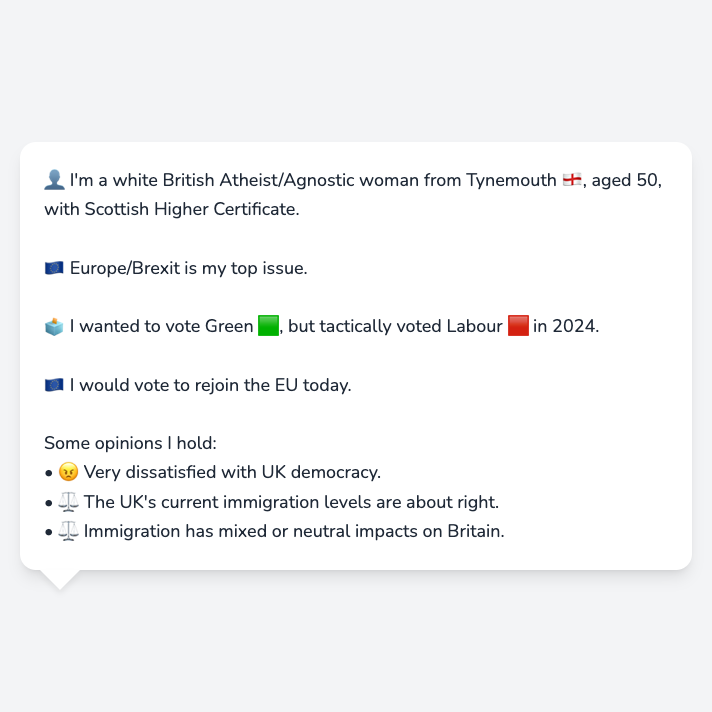 👤 I'm a white British Atheist/Agnostic woman from Tynemouth 🏴󠁧󠁢󠁥󠁮󠁧󠁿, aged 50,
with Scottish Higher Certificate.
🇪🇺 Europe/Brexit is my top issue.
🗳️ I wanted to vote Green 🟩, but tactically voted Labour 🟥 in 2024.
🇪🇺 I would vote to rejoin the EU today.
Some opinions I hold:
• 😠 Very dissatisfied with UK democracy.
• ⚖️ The UK's current immigration levels are about right.
• ⚖️ Immigration has mixed or neutral impacts on Britain.